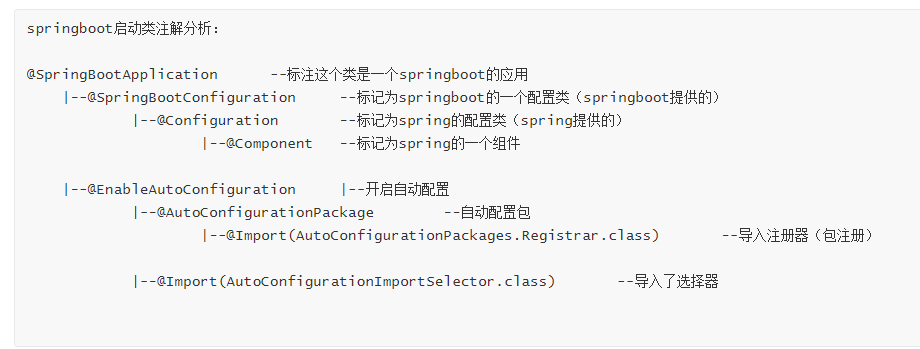 springboot启动类注解分析：
@SpringBootApplication --标注这个类是一个springboot的应用
|--@SpringBootConfiguration --标记为springboot的一个配置类（springboot提供的）
|--@Configuration --标记为spring的配置类（spring提供的）
|--@Component --标记为spring的一个组件
|--@EnableAutoConfiguration |--开启自动配置
|--@AutoConfigurationPackage --自动配置包
|--@Import(AutoConfigurationPackages.Registrar.class) --导入注册器（包注册）
|--@Import(AutoConfigurationImportSelector.class) --导入了选择器